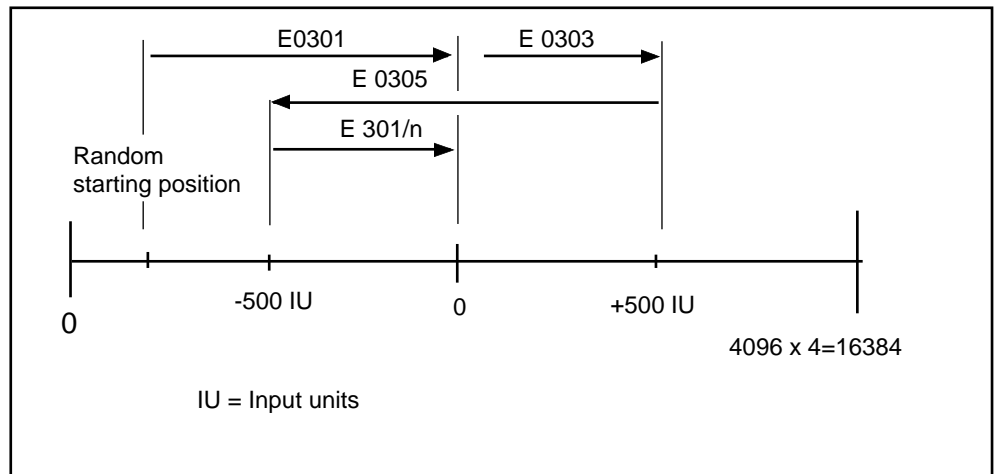 E0301
E 0303
E 0305
E 301/n
Random
starting position
-500 IU
0
+500 IU
0
4096 x 4=16384
IU = Input units